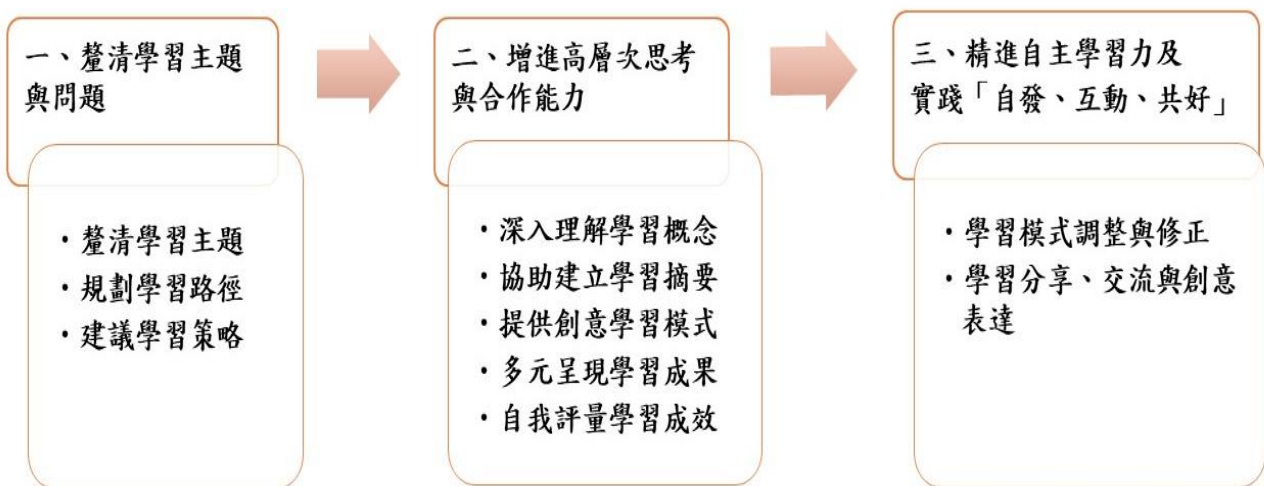 一、釐清學習主題
與問題
・釐清學習主題
・規劃學習路徑
・建議學習策略
二、增進高層次思考
與合作能力
・深入理解學習概念
・協助建立學習摘要
・提供創意學習模式
・多元呈現學習成果
・自我評量學習成效
三、精進自主學習力及
實踐「自發、互動、共好」
・學習模式調整與修正
・學習分享、交流與創意
表達